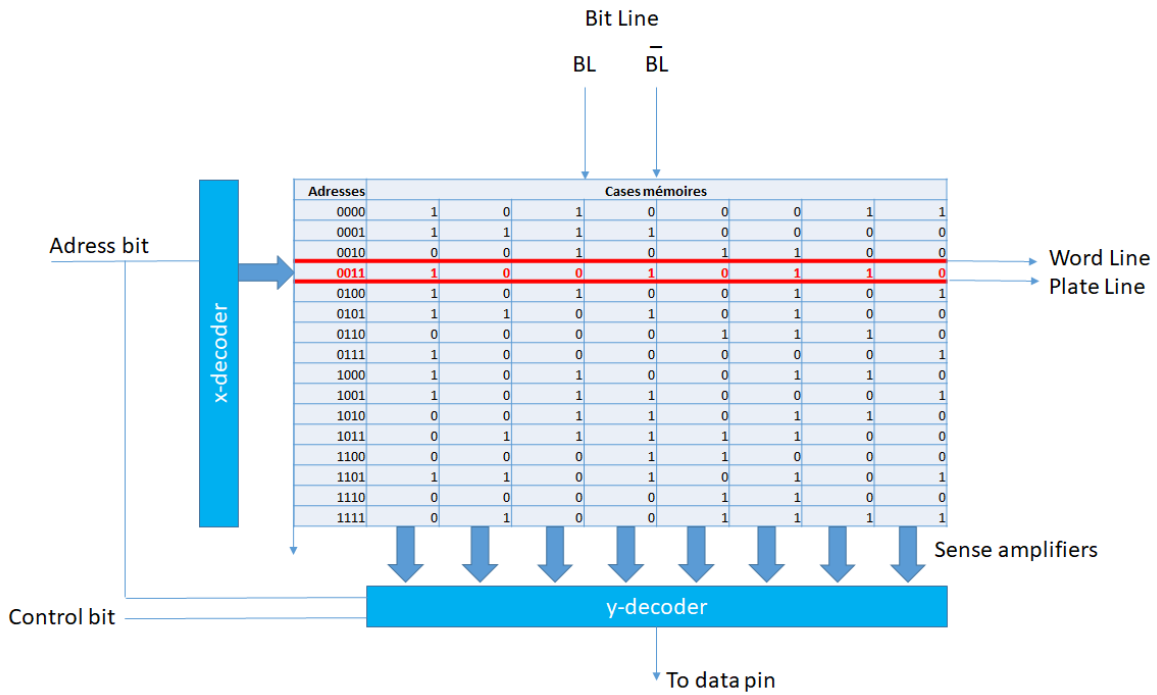 Bit Line
BL B̅L
Adress bit
x-decoder
Adresses Cases mémoires
0000 1 0 1 0 0 0 1 1
0001 1 1 1 1 0 0 0 0
0010 0 0 1 0 1 1 0 0
0011 1 0 0 1 0 1 1 0
0100 1 0 1 0 0 1 0 1
0101 1 1 0 1 0 1 0 0
0110 0 0 0 0 1 1 1 0
0111 1 0 0 0 0 0 0 1
1000 1 0 1 0 0 1 1 0
1001 1 0 1 1 0 0 0 1
1010 0 0 1 1 0 1 1 0
1011 0 1 1 1 1 1 0 0
1100 0 0 0 1 1 0 0 0
1101 1 1 0 1 0 1 0 1
1110 0 0 0 0 1 1 0 0
1111 0 1 0 0 1 1 1 1
Word Line
Plate Line
Sense amplifiers
Control bit
y-decoder
To data pin